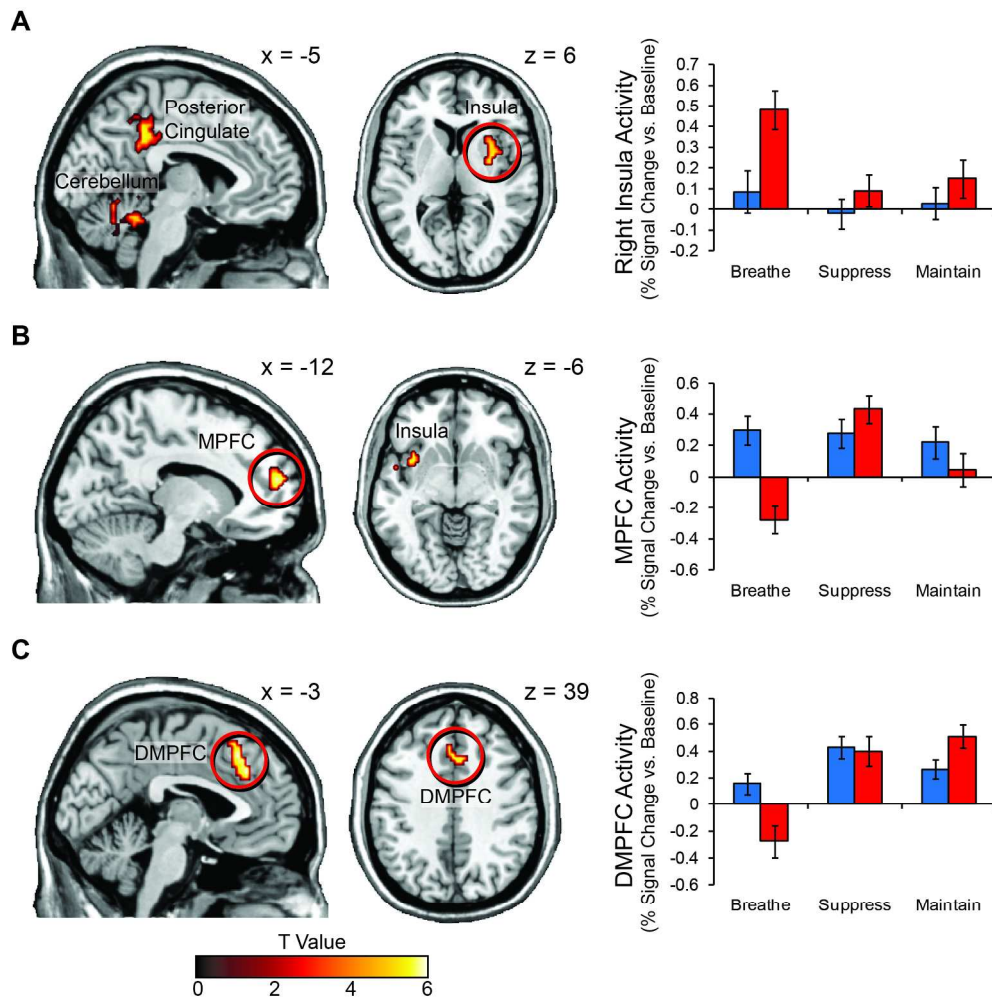 A
x = -5
z = 6
Posterior
Cingulate
Cerebellum
Insula
Right Insula Activity
(% Signal Change vs. Baseline)
0.7
0.6
0.5
0.4
0.3
0.2
0.1
0
-0.1
-0.2
Breathe Suppress Maintain
B
x = -12
z = -6
MPFC
Insula
MPFC Activity
(% Signal Change vs. Baseline)
0.6
0.4
0.2
0
-0.2
-0.4
-0.6
Breathe Suppress Maintain
C
x = -3
z = 39
DMPFC
DMPFC
DMPFC Activity
(% Signal Change vs. Baseline)
0.8
0.6
0.4
0.2
0
-0.2
-0.4
-0.6
Breathe Suppress Maintain
T Value
0 2 4 6